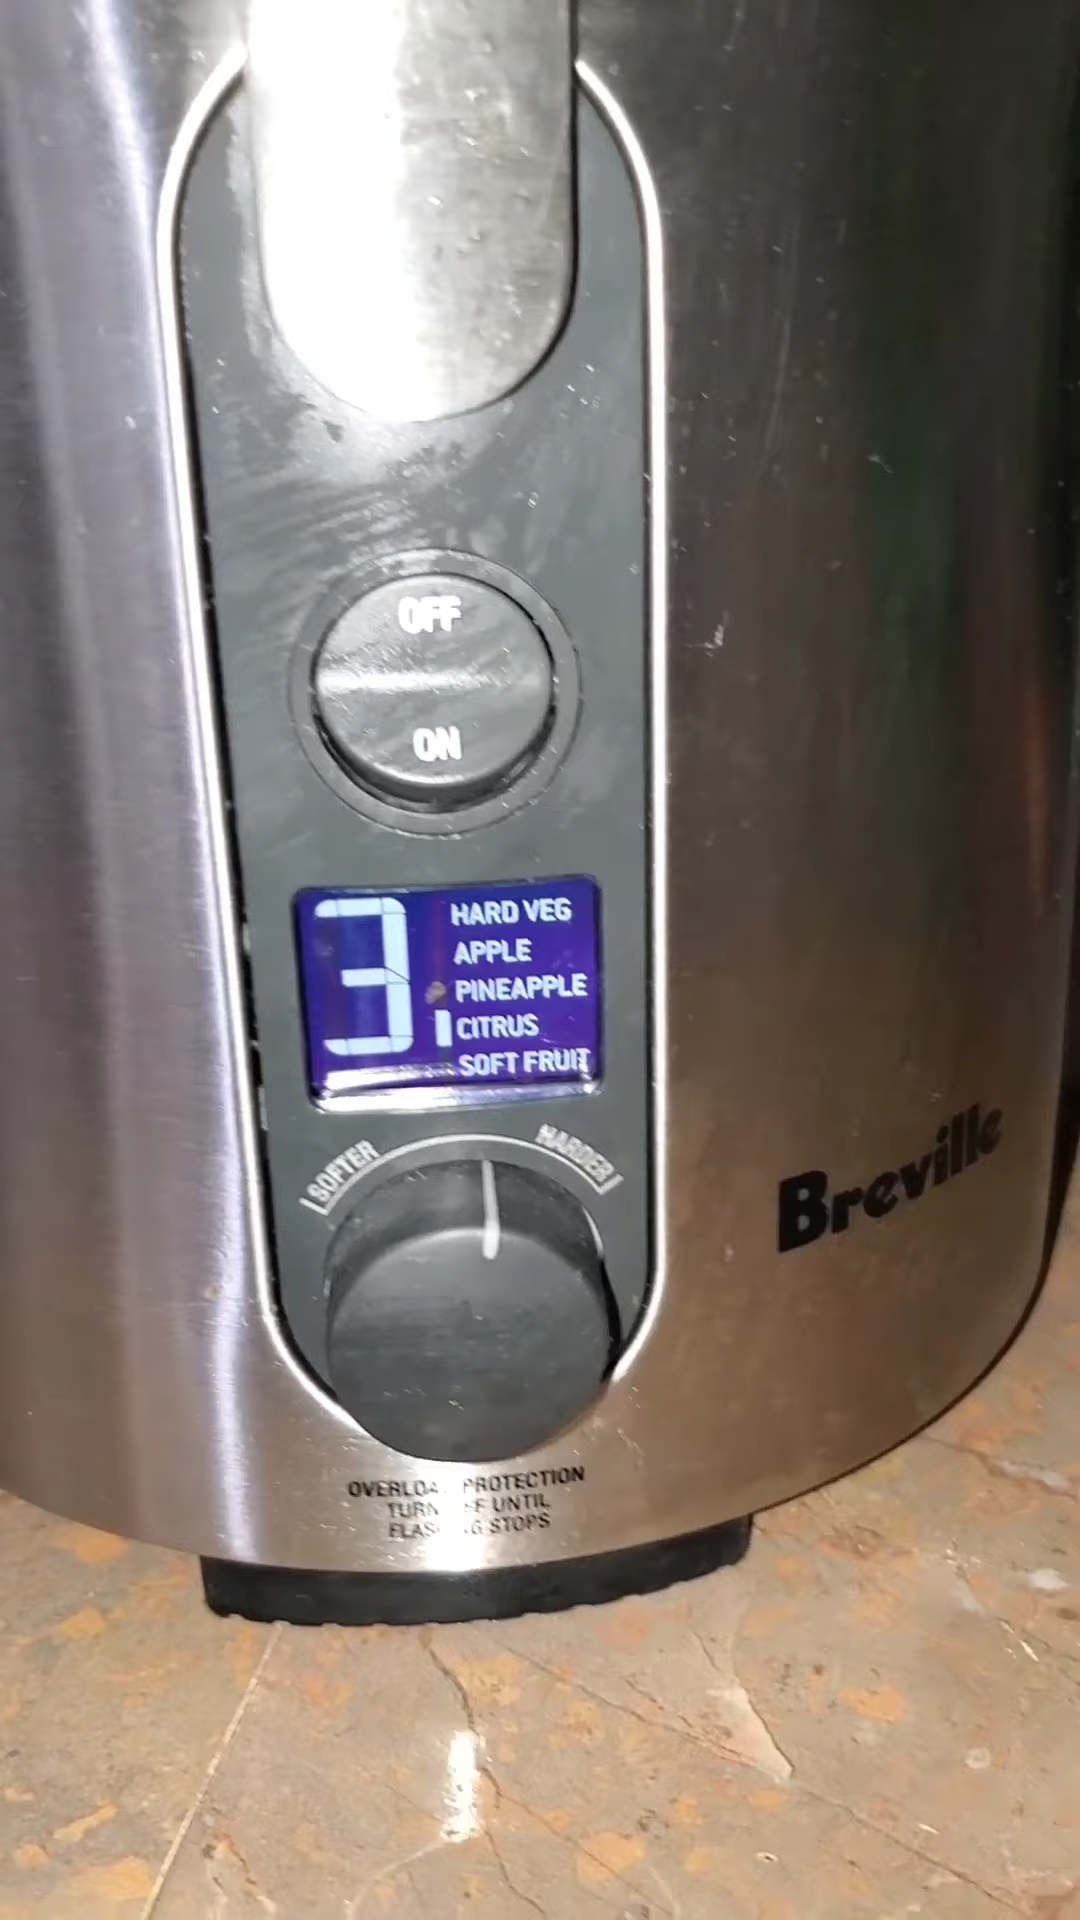 OFF
ON
3
HARD VEG
APPLE
PINEAPPLE
CITRUS
SOFT FRUIT
SOFTER
HARDER
Breville
PROTECTION
UNTIL
STOPS